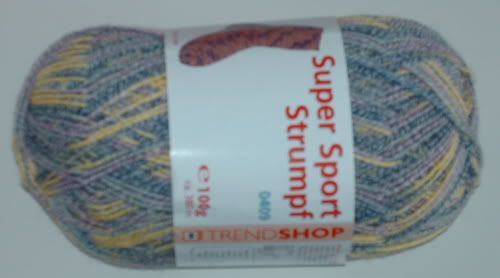 Super Sport
Strumpf
0409
e 100g
TRENDSHOP